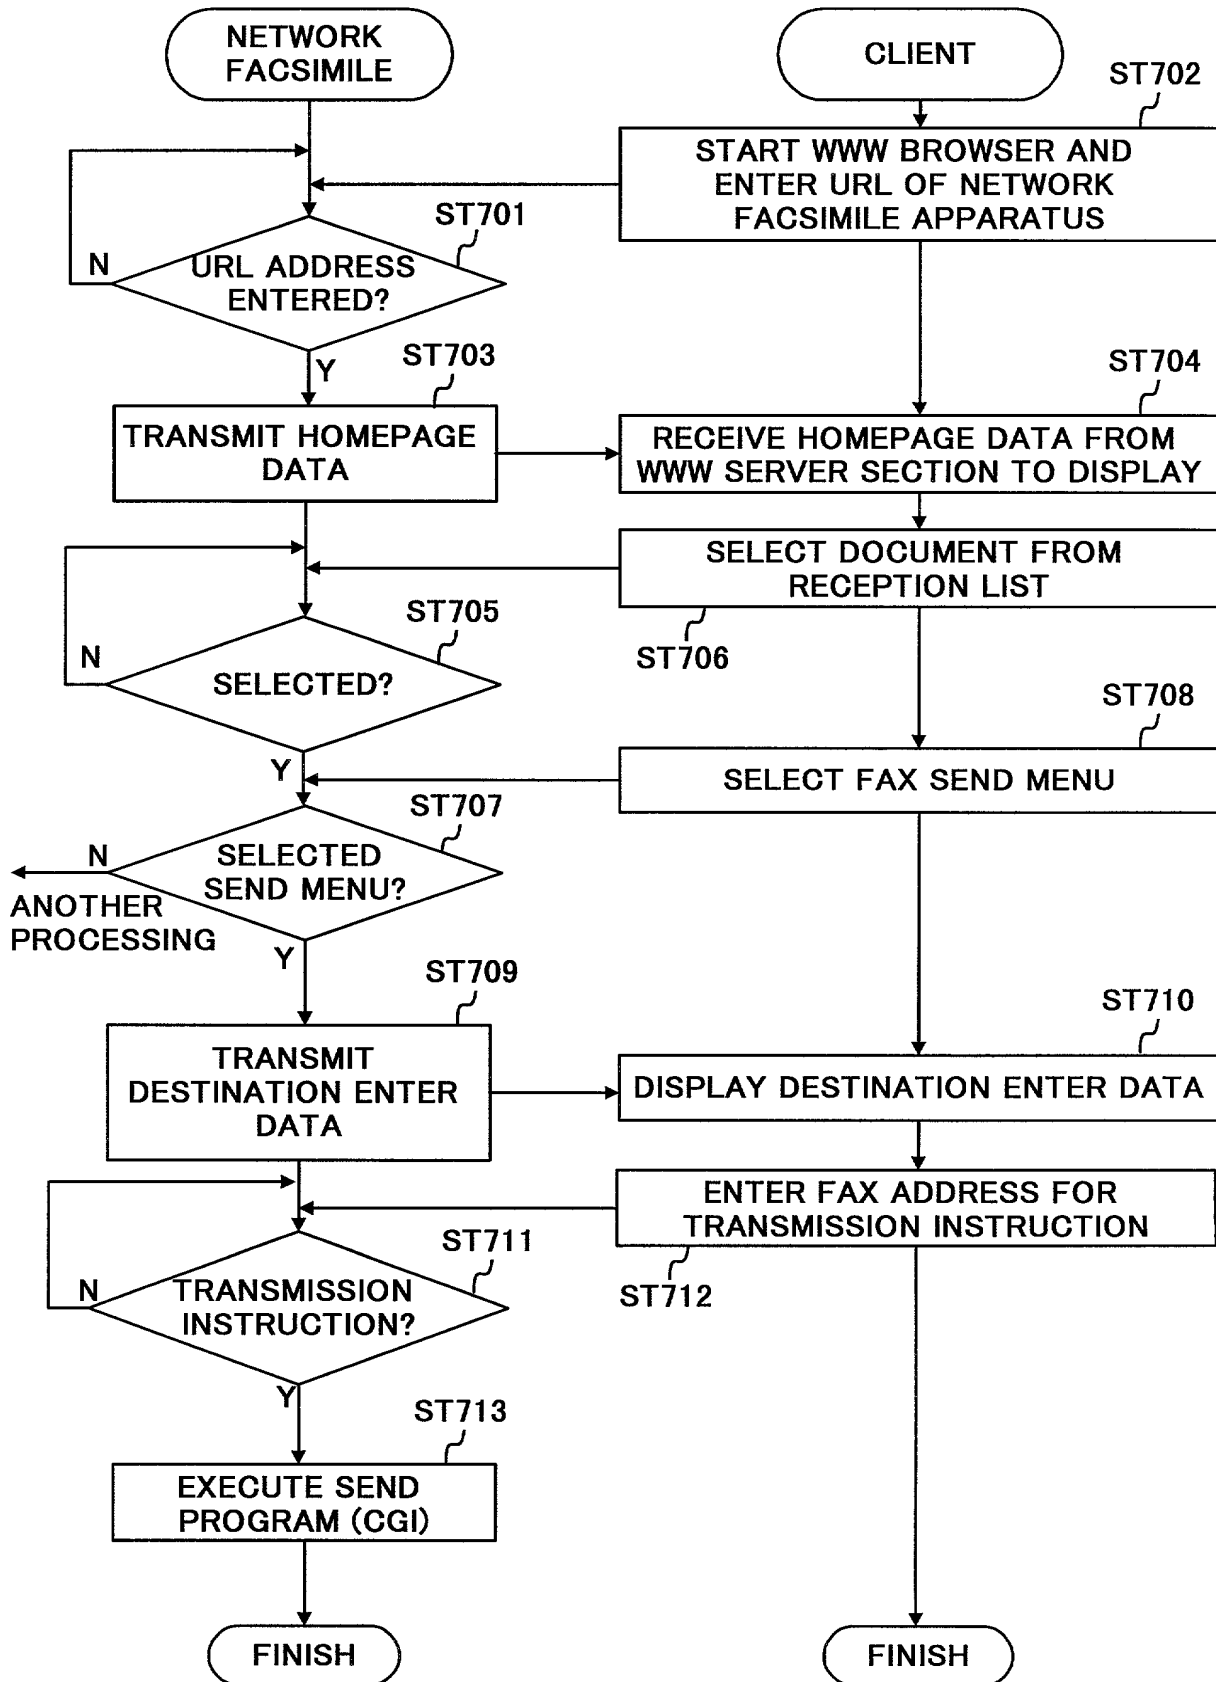 NETWORK
FACSIMILE
CLIENT
ST702
START WWW BROWSER AND
ENTER URL OF NETWORK
FACSIMILE APPARATUS
ST701
N
URL ADDRESS
ENTERED?
Y
ST703
ST704
TRANSMIT HOMEPAGE
DATA
RECEIVE HOMEPAGE DATA FROM
WWW SERVER SECTION TO DISPLAY
SELECT DOCUMENT FROM
RECEPTION LIST
ST705
ST706
N
SELECTED?
ST708
Y
SELECT FAX SEND MENU
ST707
N
SELECTED
SEND MENU?
ANOTHER
PROCESSING
Y
ST709
ST710
TRANSMIT
DESTINATION ENTER
DATA
DISPLAY DESTINATION ENTER DATA
ENTER FAX ADDRESS FOR
TRANSMISSION INSTRUCTION
ST711
ST712
N
TRANSMISSION
INSTRUCTION?
Y
ST713
EXECUTE SEND
PROGRAM (CGI)
FINISH
FINISH